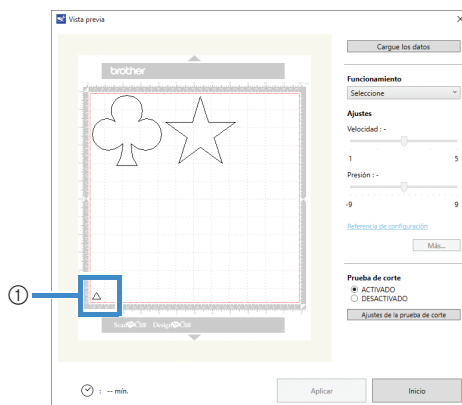 Vista previa
Cargue los datos
brother
Funcionamiento
Seleccione
Ajustes
Velocidad : -
1 5
Presión : -
-9 9
Referencia de configuración
Más...
①
Prueba de corte
ACTIVADO
DESACTIVADO
Ajustes de la prueba de corte
ScanNCut DesignNCut
: -- mín.
Aplicar
Inicio